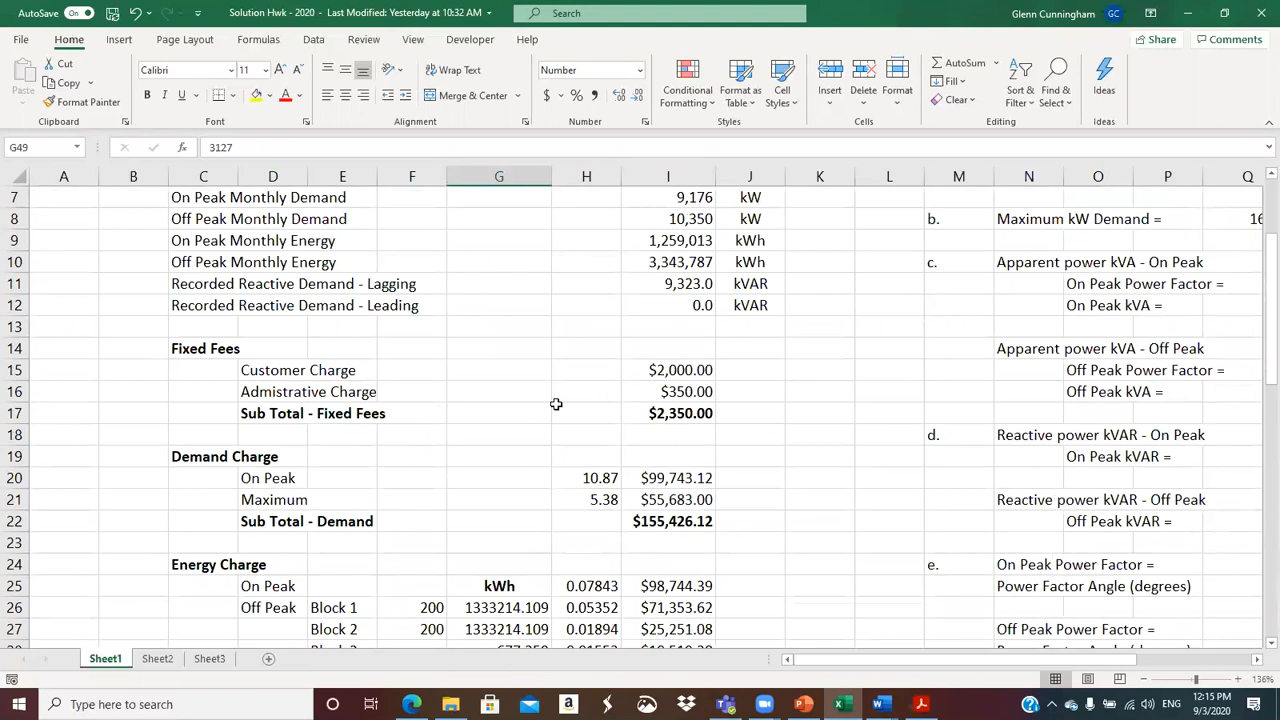 AutoSave On Solution Hwk - 2020 - Last Modified: Yesterday at 10:32 AM Search Glenn Cunningham GC
File Home Insert Page Layout Formulas Data Review View Developer Help Share Comments
Cut Calibri 11 Wrap Text Number AutoSum
Paste Copy Fill
Format Painter B I U Merge & Center $ % Conditional Formatting Format as Table Cell Styles Insert Delete Format Clear Sort & Filter Find & Select Ideas
Clipboard Font Alignment Number Styles Cells Editing Ideas
G49 fx 3127
A B C D E F G H I J K L M N O P Q
7 On Peak Monthly Demand 9,176 kW
8 Off Peak Monthly Demand 10,350 kW b. Maximum kW Demand = 16
9 On Peak Monthly Energy 1,259,013 kWh
10 Off Peak Monthly Energy 3,343,787 kWh c. Apparent power kVA - On Peak
11 Recorded Reactive Demand - Lagging 9,323.0 kVAR On Peak Power Factor =
12 Recorded Reactive Demand - Leading 0.0 kVAR On Peak kVA =
13
14 Fixed Fees Apparent power kVA - Off Peak
15 Customer Charge $2,000.00 Off Peak Power Factor =
16 Admistrative Charge $350.00 Off Peak kVA =
17 Sub Total - Fixed Fees $2,350.00
18 d. Reactive power kVAR - On Peak
19 Demand Charge On Peak kVAR =
20 On Peak 10.87 $99,743.12
21 Maximum 5.38 $55,683.00 Reactive power kVAR - Off Peak
22 Sub Total - Demand $155,426.12 Off Peak kVAR =
23
24 Energy Charge e. On Peak Power Factor =
25 On Peak kWh 0.07843 $98,744.39 Power Factor Angle (degrees)
26 Off Peak Block 1 200 1333214.109 0.05352 $71,353.62
27 Block 2 200 1333214.109 0.01894 $25,251.08 Off Peak Power Factor =
Sheet1 Sheet2 Sheet3
136%
Type here to search 12:15 PM
9/3/2020